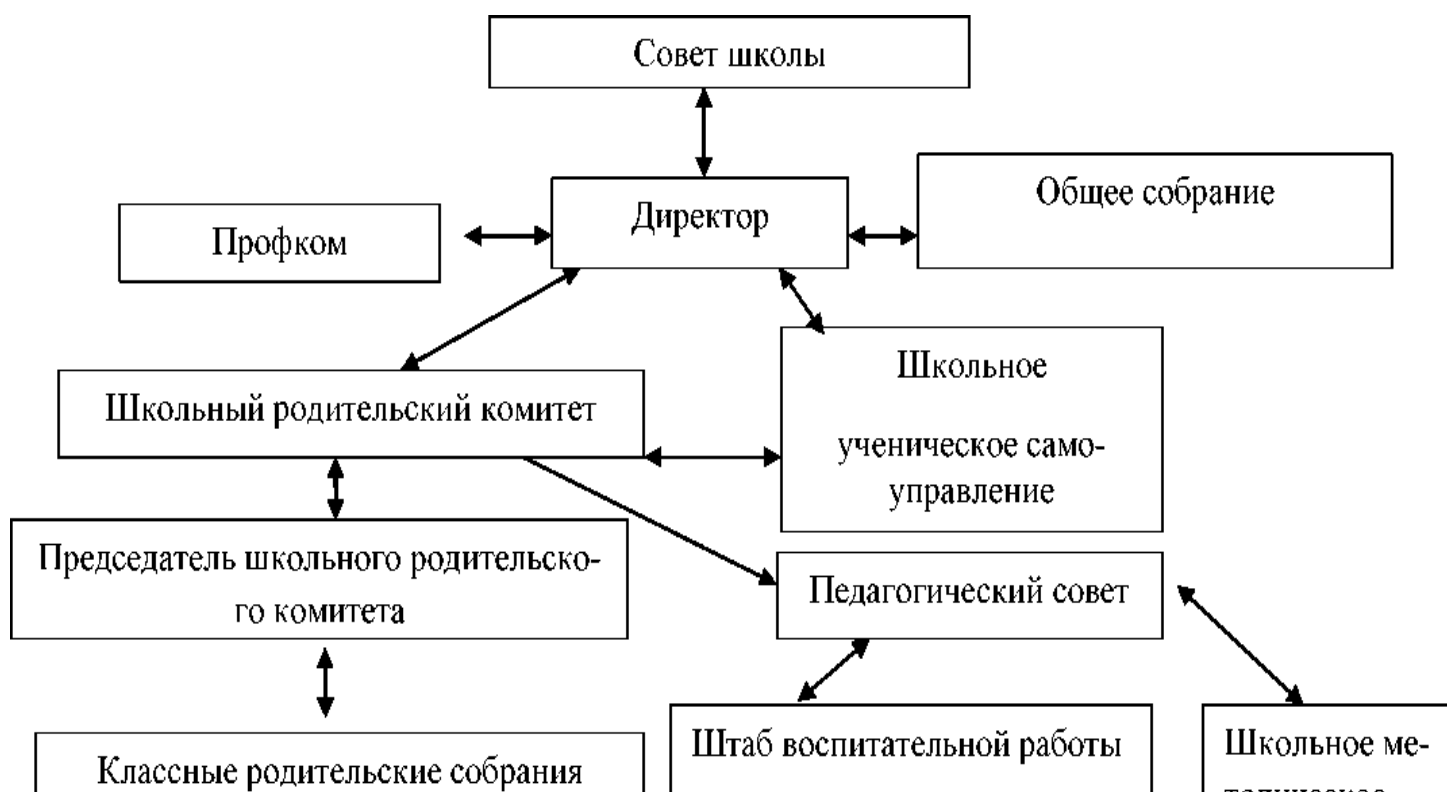 Совет школы
Директор
Общее собрание
Профком
Школьное
Школьный родительский комитет
ученическое само-
управление
Председатель школьного родительско-
го комитета
Педагогический совет
Штаб воспитательной работы
Школьное ме-
Классные родительские собрания